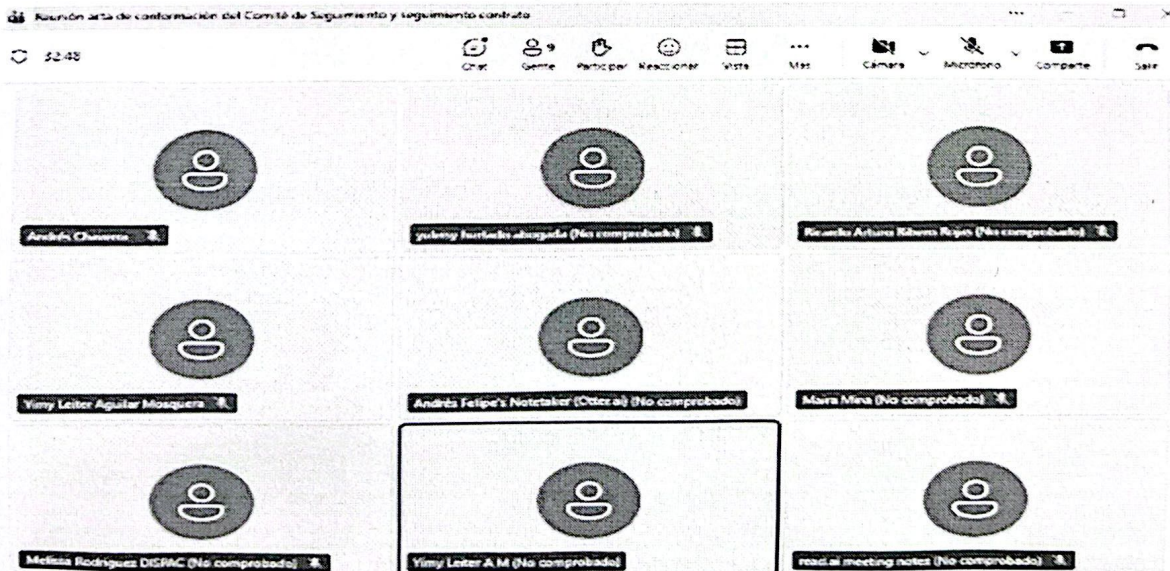 Reunión acta de conformación del Comité de Seguimiento y seguimiento contrato
32:48
Chat Gente 9 Participar Reaccionar Vista Más Cámara Micrófono Comparte Salir
Andrés
yulissy hurtado abogada (No comprobado)
Ricardo Arturo Ribero Rojas (No comprobado)
Yimy Leiter Aguilar Mosquera
Andrés Felipe's Notetaker (Otter.ai) (No comprobado)
Maira Mina (No comprobado)
Melissa Rodriguez DISPAC (No comprobado)
Yimy Leiter A.M (No comprobado)
read.ai meeting notes (No comprobado)